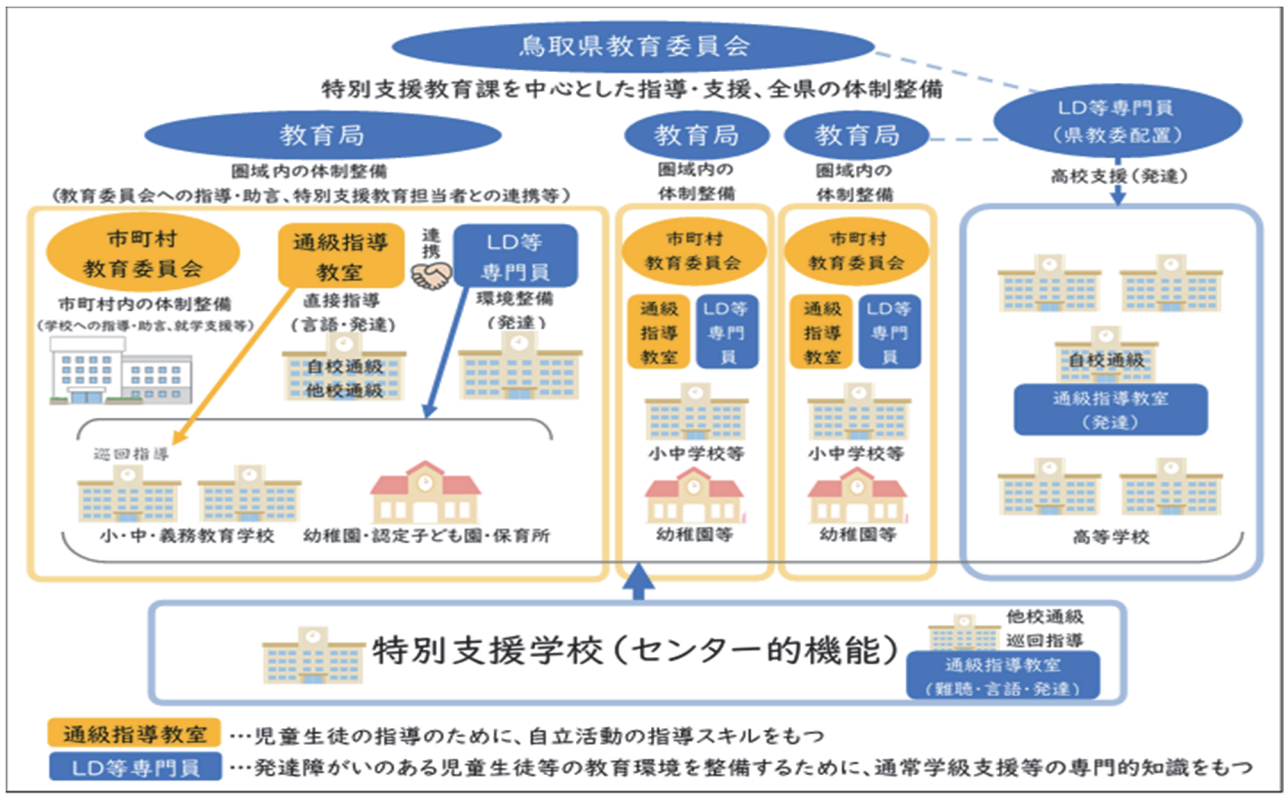 鳥取県教育委員会
特別支援教育課を中心とした指導・支援、全県の体制整備
LD等専門員
(県教委配置)
高校支援(発達)
教育局
圏域内の体制整備
(教育委員会への指導・助言、特別支援教育担当者との連携等)
教育局
圏域内の
体制整備
教育局
圏域内の
体制整備
市町村
教育委員会
市町村内の体制整備
(学校への指導・助言、就学支援等)
通級指導
教室
直接指導
(言語・発達)
自校通級
他校通級
連携
LD等
専門員
環境整備
(発達)
巡回指導
小・中・義務教育学校
幼稚園・認定子ども園・保育所
市町村
教育委員会
通級
指導
教室
LD等
専門
員
小中学校等
幼稚園等
市町村
教育委員会
通級
指導
教室
LD等
専門
員
小中学校等
幼稚園等
自校通級
通級指導教室
(発達)
高等学校
特別支援学校(センター的機能)
他校通級
巡回指導
通級指導教室
(難聴・言語・発達)
通級指導教室 …児童生徒の指導のために、自立活動の指導スキルをもつ
LD等専門員 …発達障がいのある児童生徒等の教育環境を整備するために、通常学級支援等の専門的知識をもつ